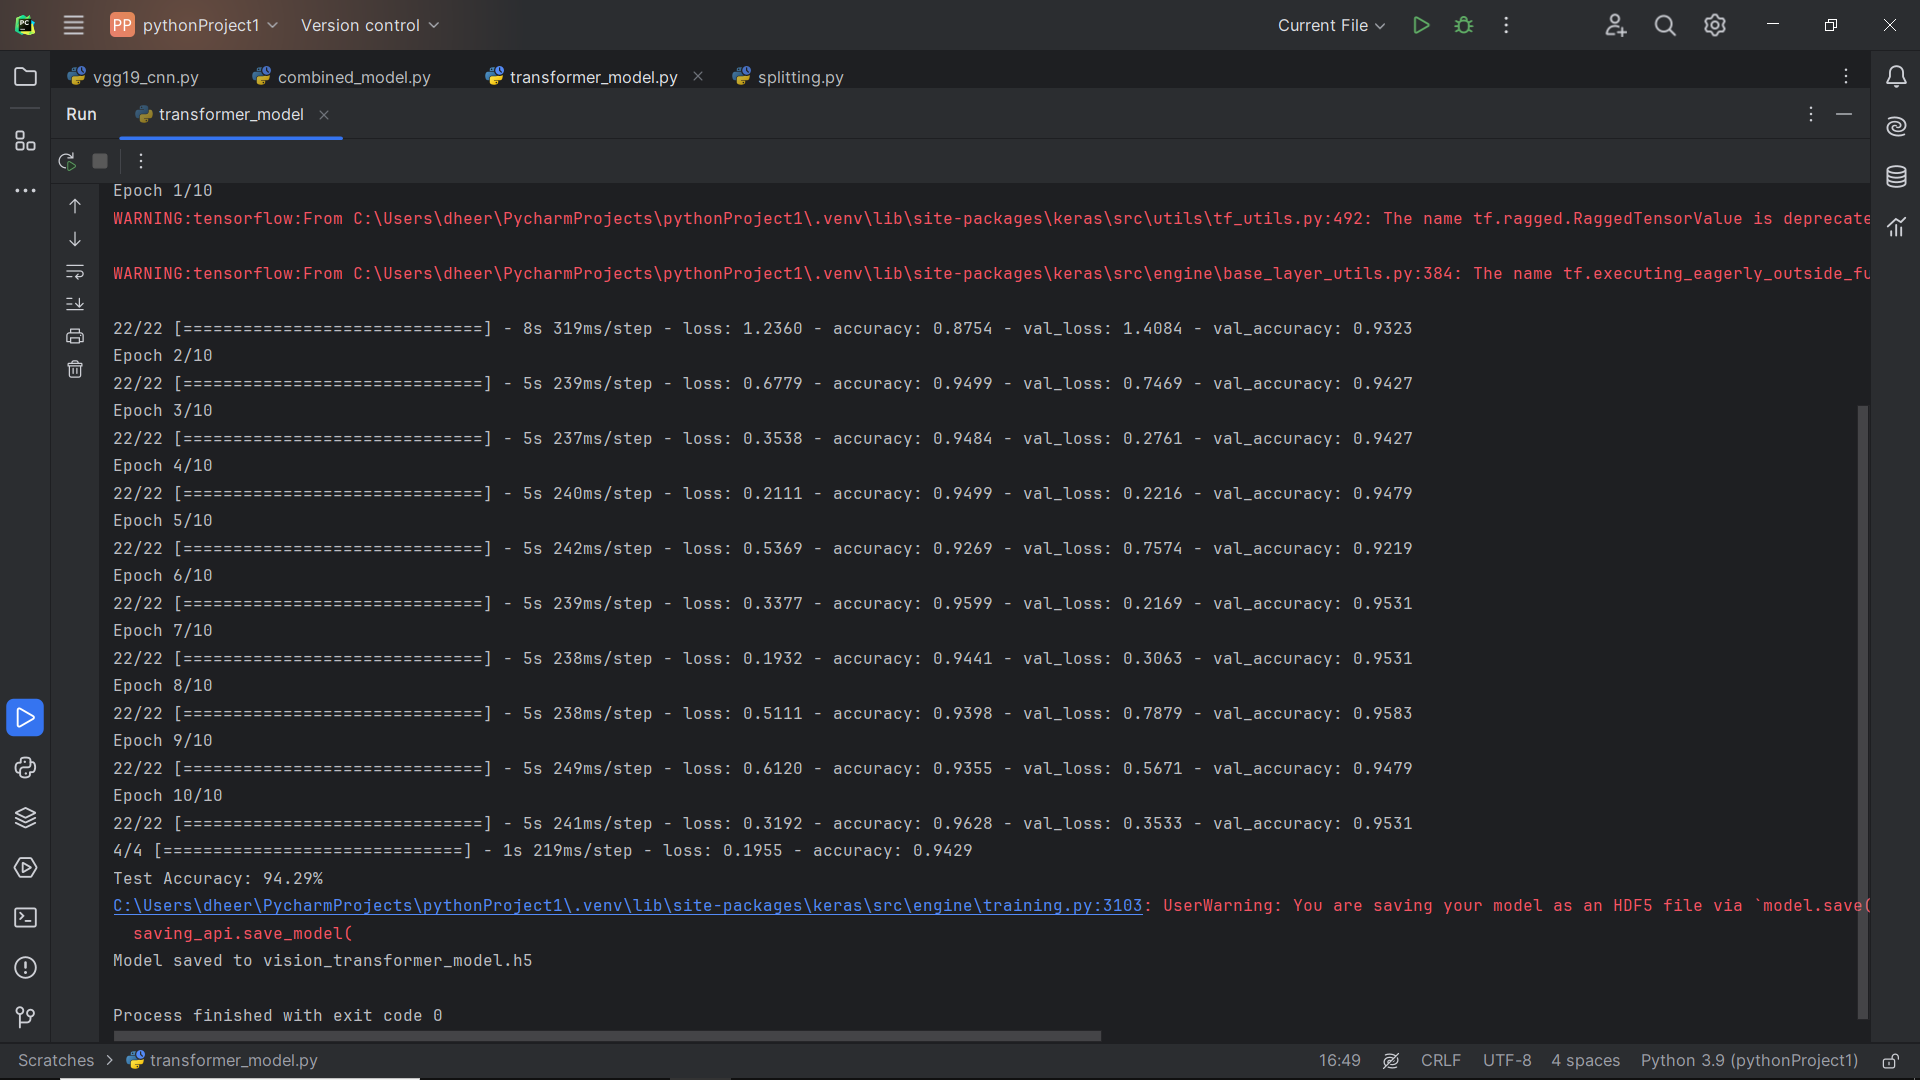 PP pythonProject1 Version control Current File
vgg19_cnn.py combined_model.py transformer_model.py splitting.py
Run transformer_model
Epoch 1/10
WARNING:tensorflow:From C:\Users\dheer\PycharmProjects\pythonProject1\.venv\lib\site-packages\keras\src\utils\tf_utils.py:492: The name tf.ragged.RaggedTensorValue is deprecate
WARNING:tensorflow:From C:\Users\dheer\PycharmProjects\pythonProject1\.venv\lib\site-packages\keras\src\engine\base_layer_utils.py:384: The name tf.executing_eagerly_outside_fu
22/22 [==============================] - 8s 319ms/step - loss: 1.2360 - accuracy: 0.8754 - val_loss: 1.4084 - val_accuracy: 0.9323
Epoch 2/10
22/22 [==============================] - 5s 239ms/step - loss: 0.6779 - accuracy: 0.9499 - val_loss: 0.7469 - val_accuracy: 0.9427
Epoch 3/10
22/22 [==============================] - 5s 237ms/step - loss: 0.3538 - accuracy: 0.9484 - val_loss: 0.2761 - val_accuracy: 0.9427
Epoch 4/10
22/22 [==============================] - 5s 240ms/step - loss: 0.2111 - accuracy: 0.9499 - val_loss: 0.2216 - val_accuracy: 0.9479
Epoch 5/10
22/22 [==============================] - 5s 242ms/step - loss: 0.5369 - accuracy: 0.9269 - val_loss: 0.7574 - val_accuracy: 0.9219
Epoch 6/10
22/22 [==============================] - 5s 239ms/step - loss: 0.3377 - accuracy: 0.9599 - val_loss: 0.2169 - val_accuracy: 0.9531
Epoch 7/10
22/22 [==============================] - 5s 238ms/step - loss: 0.1932 - accuracy: 0.9441 - val_loss: 0.3063 - val_accuracy: 0.9531
Epoch 8/10
22/22 [==============================] - 5s 238ms/step - loss: 0.5111 - accuracy: 0.9398 - val_loss: 0.7879 - val_accuracy: 0.9583
Epoch 9/10
22/22 [==============================] - 5s 249ms/step - loss: 0.6120 - accuracy: 0.9355 - val_loss: 0.5671 - val_accuracy: 0.9479
Epoch 10/10
22/22 [==============================] - 5s 241ms/step - loss: 0.3192 - accuracy: 0.9628 - val_loss: 0.3533 - val_accuracy: 0.9531
4/4 [==============================] - 1s 219ms/step - loss: 0.1955 - accuracy: 0.9429
Test Accuracy: 94.29%
C:\Users\dheer\PycharmProjects\pythonProject1\.venv\lib\site-packages\keras\src\engine\training.py:3103: UserWarning: You are saving your model as an HDF5 file via `model.save(
saving_api.save_model(
Model saved to vision_transformer_model.h5
Process finished with exit code 0
Scratches > transformer_model.py 16:49 CRLF UTF-8 4 spaces Python 3.9 (pythonProject1)